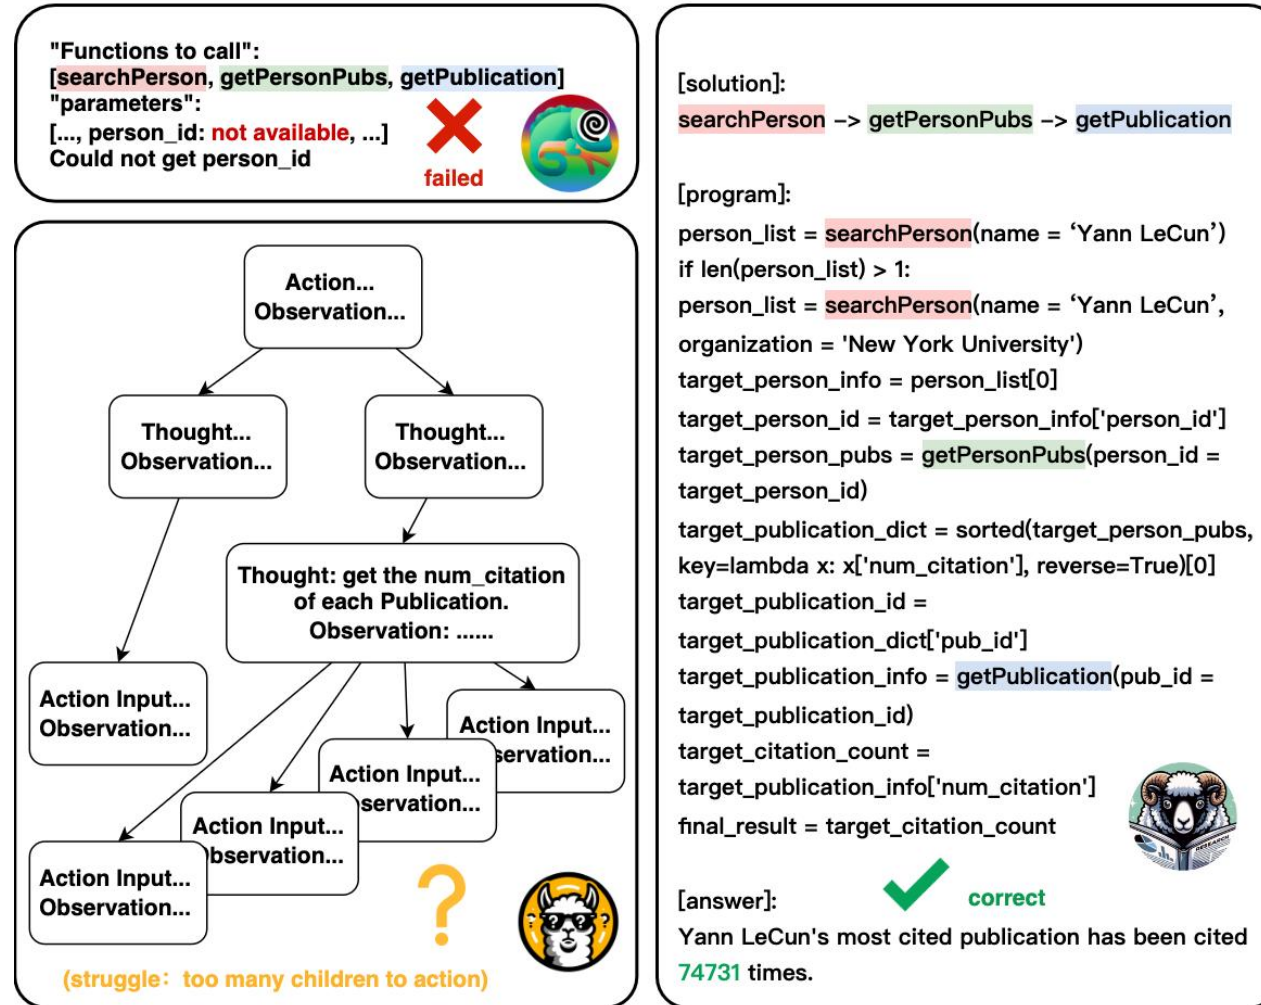 "Functions to call":
[searchPerson, getPersonPubs, getPublication]
"parameters":
[..., person_id: not available, ...]
Could not get person_id
failed
Action...
Observation...
Thought...
Observation...
Thought...
Observation...
Thought: get the num_citation
of each Publication.
Observation: ......
Action Input...
Observation...
Action Input...
servation...
Action Input...
servation...
Action Input...
bservation...
Action Input...
Observation...
?
(struggle: too many children to action)
[solution]:
searchPerson –> getPersonPubs –> getPublication
[program]:
person_list = searchPerson(name = ‘Yann LeCun’)
if len(person_list) > 1:
person_list = searchPerson(name = ‘Yann LeCun’,
organization = 'New York University')
target_person_info = person_list[0]
target_person_id = target_person_info['person_id']
target_person_pubs = getPersonPubs(person_id =
target_person_id)
target_publication_dict = sorted(target_person_pubs,
key=lambda x: x['num_citation'], reverse=True)[0]
target_publication_id =
target_publication_dict['pub_id']
target_publication_info = getPublication(pub_id =
target_publication_id)
target_citation_count =
target_publication_info['num_citation']
final_result = target_citation_count
RESEARCH
[answer]:
correct
Yann LeCun's most cited publication has been cited
74731 times.